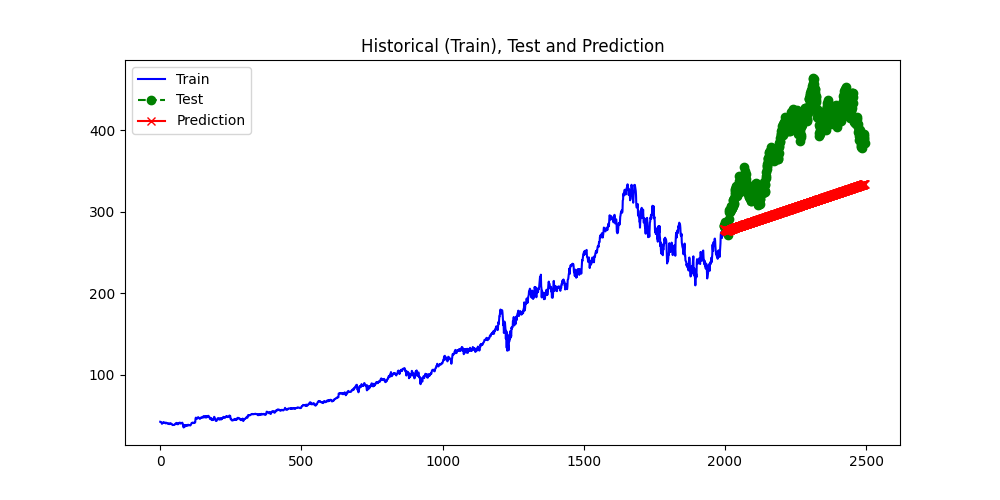 Historical (Train), Test and Prediction
Train
Test
Prediction
400
300
200
100
0 500 1000 1500 2000 2500